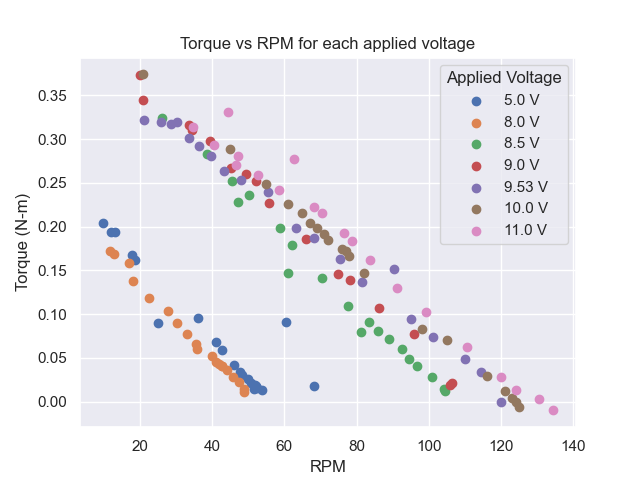 Torque vs RPM for each applied voltage
Applied Voltage
5.0 V
8.0 V
8.5 V
9.0 V
9.53 V
10.0 V
11.0 V
Torque (N-m)
0.35
0.30
0.25
0.20
0.15
0.10
0.05
0.00
20 40 60 80 100 120 140
RPM